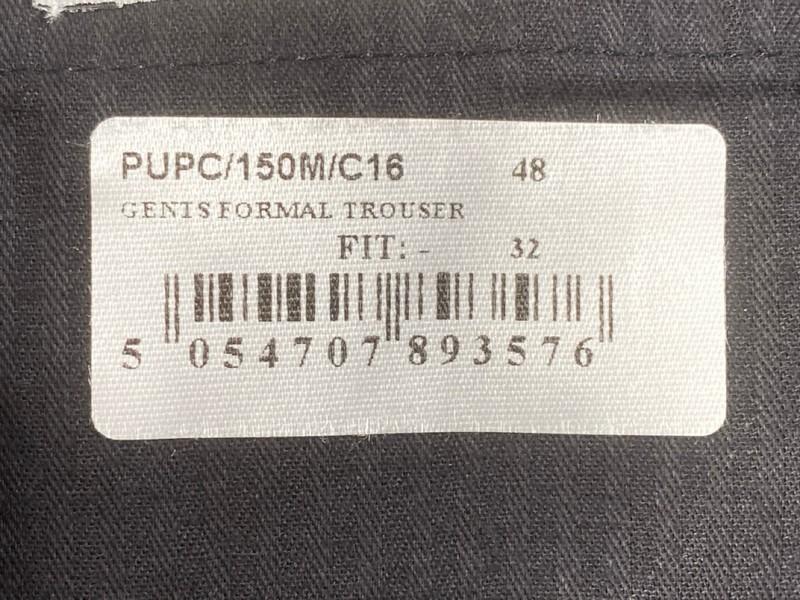 PUPC/150M/C16 48
GENTS FORMAL TROUSER
FIT: - 32
5 054707 893576